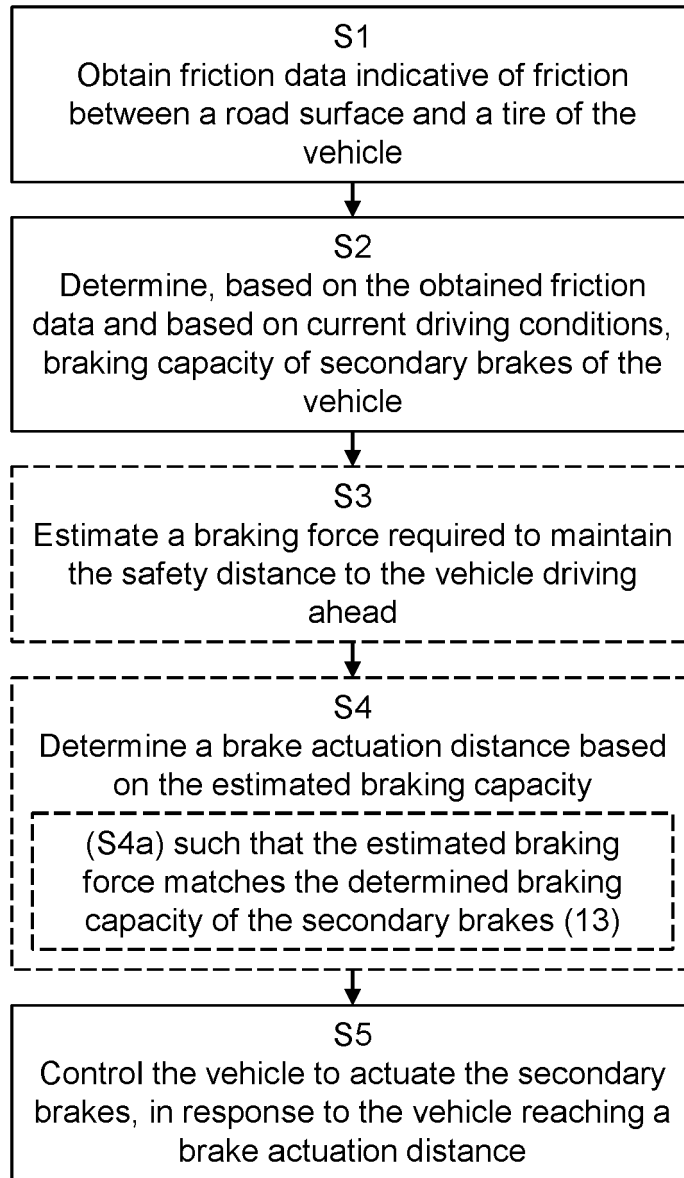 S1
Obtain friction data indicative of friction
between a road surface and a tire of the
vehicle
S2
Determine, based on the obtained friction
data and based on current driving conditions,
braking capacity of secondary brakes of the
vehicle
S3
Estimate a braking force required to maintain
the safety distance to the vehicle driving
ahead
S4
Determine a brake actuation distance based
on the estimated braking capacity
(S4a) such that the estimated braking
force matches the determined braking
capacity of the secondary brakes (13)
S5
Control the vehicle to actuate the secondary
brakes, in response to the vehicle reaching a
brake actuation distance